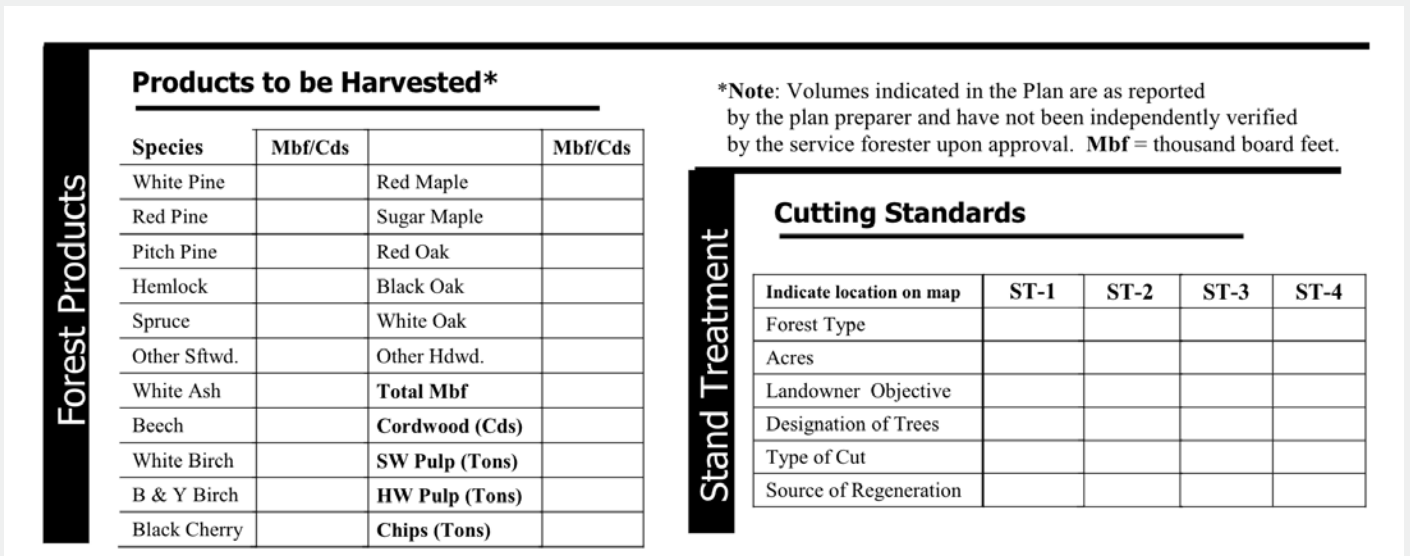 Forest Products
Products to be Harvested*
Species Mbf/Cds Mbf/Cds
White Pine Red Maple
Red Pine Sugar Maple
Pitch Pine Red Oak
Hemlock Black Oak
Spruce White Oak
Other Sftwd. Other Hdwd.
White Ash Total Mbf
Beech Cordwood (Cds)
White Birch SW Pulp (Tons)
B & Y Birch HW Pulp (Tons)
Black Cherry Chips (Tons)
*Note: Volumes indicated in the Plan are as reported
by the plan preparer and have not been independently verified
by the service forester upon approval. Mbf = thousand board feet.
Stand Treatment
Cutting Standards
Indicate location on map ST-1 ST-2 ST-3 ST-4
Forest Type
Acres
Landowner Objective
Designation of Trees
Type of Cut
Source of Regeneration